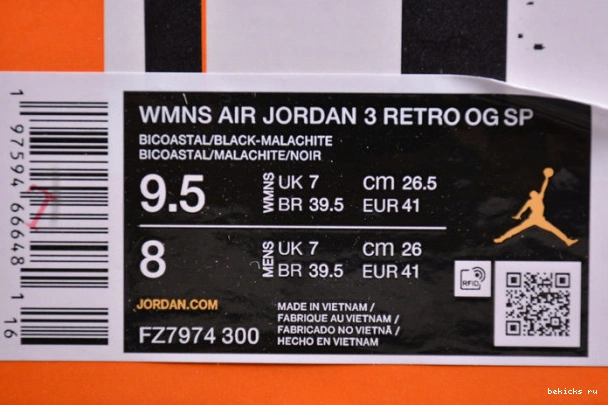 WMNS AIR JORDAN 3 RETRO OG SP
BICOASTAL/BLACK-MALACHITE
BICOASTAL/MALACHITE/NOIR
9.5 WMNS UK 7 CM 26.5
BR 39.5 EUR 41
8 MENS UK 7 CM 26
BR 39.5 EUR 41
JORDAN.COM
FZ7974 300
MADE IN VIETNAM /
FABRIQUE AU VIETNAM /
FABRICADO NO VIETNÃ /
HECHO EN VIETNAM
RFID
1 97594 66648 1 16
bekicks ru